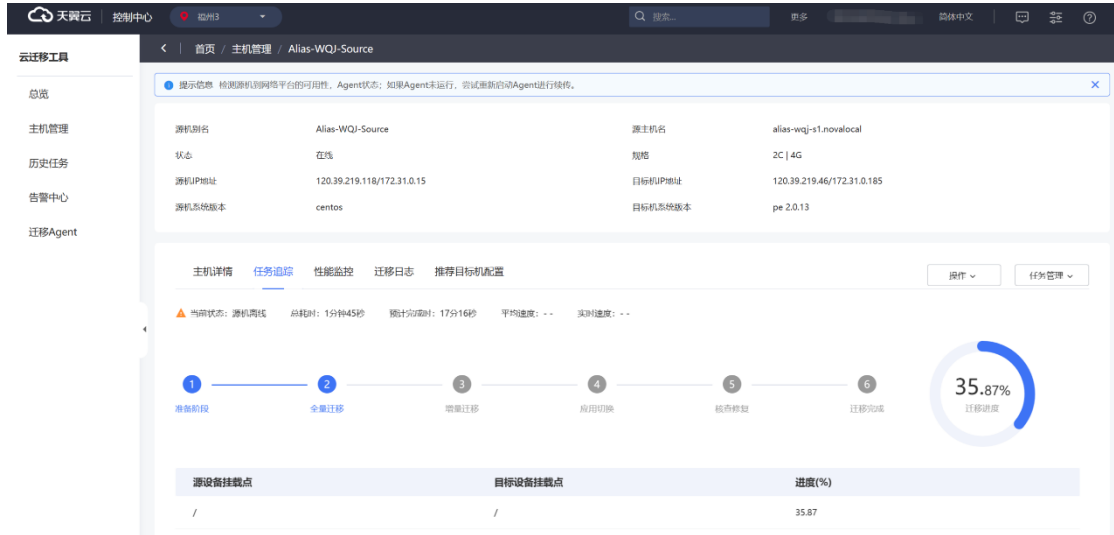 天翼云 控制中心 福州3 搜索... 更多 简体中文
云迁移工具
总览
主机管理
历史任务
告警中心
迁移Agent
首页 / 主机管理 / Alias-WQJ-Source
提示信息 检测源机到网络平台的可用性，Agent状态；如果Agent未运行，尝试重新启动Agent进行续传。
源机别名 Alias-WQJ-Source 源主机名 alias-wqj-s1.novalocal
状态 在线 规格 2C | 4G
源机IP地址 120.39.219.118/172.31.0.15 目标机IP地址 120.39.219.46/172.31.0.185
源机系统版本 centos 目标机系统版本 pe 2.0.13
主机详情 任务追踪 性能监控 迁移日志 推荐目标机配置 操作 任务管理
当前状态：源机离线 总耗时：1分钟45秒 预计完成时：17分16秒 平均速度：- - 实时速度：- -
1 2 3 4 5 6
准备阶段 全量迁移 增量迁移 应用切换 核查修复 迁移完成
35.87%
迁移进度
源设备挂载点 目标设备挂载点 进度(%)
/ / 35.87